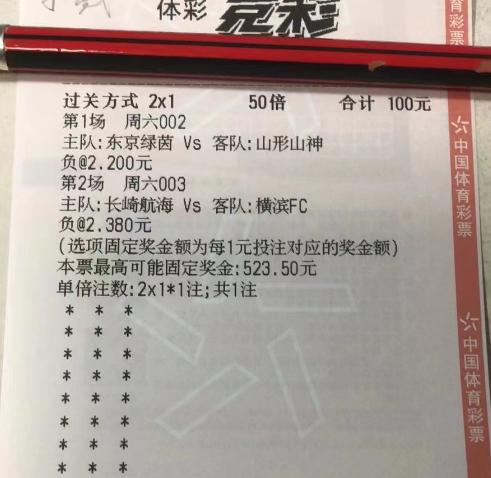 体彩 竞彩
过关方式 2x1 50倍 合计 100元
第1场 周六002
主队:东京绿茵 Vs 客队:山形山神
负@2.200元
第2场 周六003
主队:长崎航海 Vs 客队:横滨FC
负@2.380元
(选项固定奖金额为每1元投注对应的奖金额)
本票最高可能固定奖金:523.50元
单倍注数:2x1*1注;共1注
* * *
* * *
* * *
* * *
* * *
* * *
* * *
* * *
育彩票
中国体育彩票
中国体育彩票